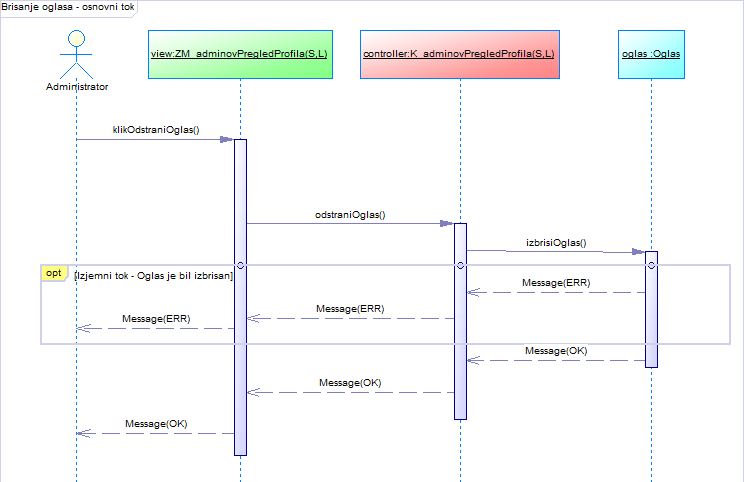 Brisanje oglasa - osnovni tok
view:ZM_adminovPregledProfila(S,L)
controller:K_adminovPregledProfila(S,L)
oglas :Oglas
Administrator
klikOdstraniOglas()
odstraniOglas()
izbrisiOglas()
opt
[Izjemni tok - Oglas je bil izbrisan]
Message(ERR)
Message(ERR)
Message(ERR)
Message(OK)
Message(OK)
Message(OK)